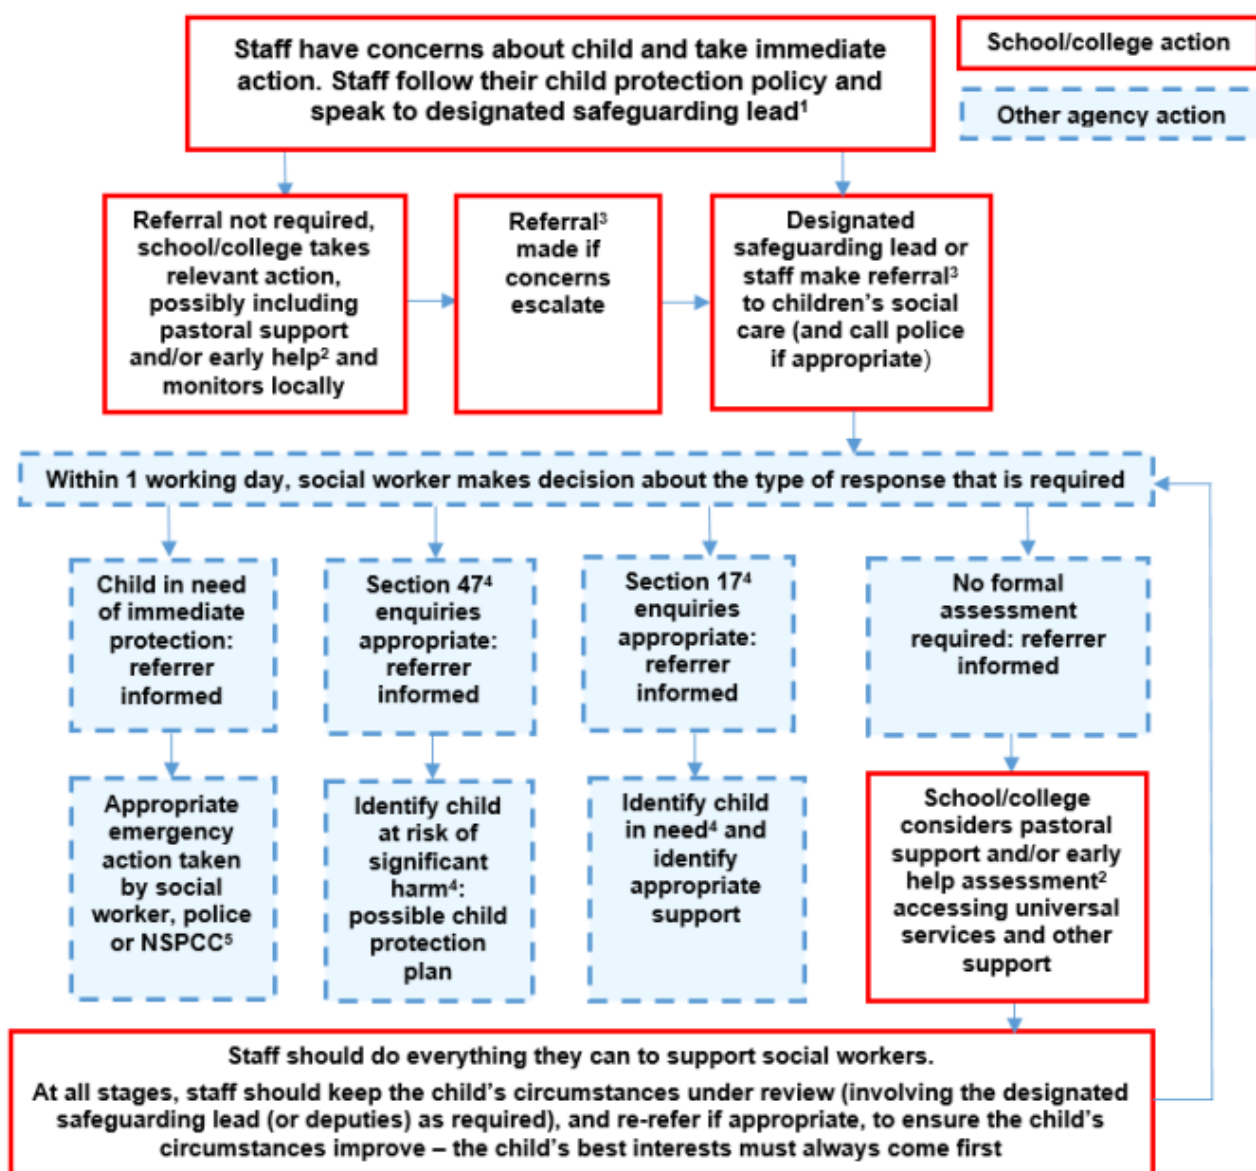 Staff have concerns about child and take immediate
action. Staff follow their child protection policy and
speak to designated safeguarding lead¹
School/college action
Other agency action
Referral not required,
school/college takes
relevant action,
possibly including
pastoral support
and/or early help² and
monitors locally
Referral³
made if
concerns
escalate
Designated
safeguarding lead or
staff make referral³
to children's social
care (and call police
if appropriate)
Within 1 working day, social worker makes decision about the type of response that is required
Child in need
of immediate
protection:
referrer
informed
Section 47⁴
enquiries
appropriate:
referrer
informed
Section 17⁴
enquiries
appropriate:
referrer
informed
No formal
assessment
required: referrer
informed
Appropriate
emergency
action taken
by social
worker, police
or NSPCC⁵
Identify child
at risk of
significant
harm⁴:
possible child
protection
plan
Identify child
in need⁴ and
identify
appropriate
support
School/college
considers pastoral
support and/or early
help assessment²
accessing universal
services and other
support
Staff should do everything they can to support social workers.
At all stages, staff should keep the child's circumstances under review (involving the designated
safeguarding lead (or deputies) as required), and re-refer if appropriate, to ensure the child's
circumstances improve – the child's best interests must always come first